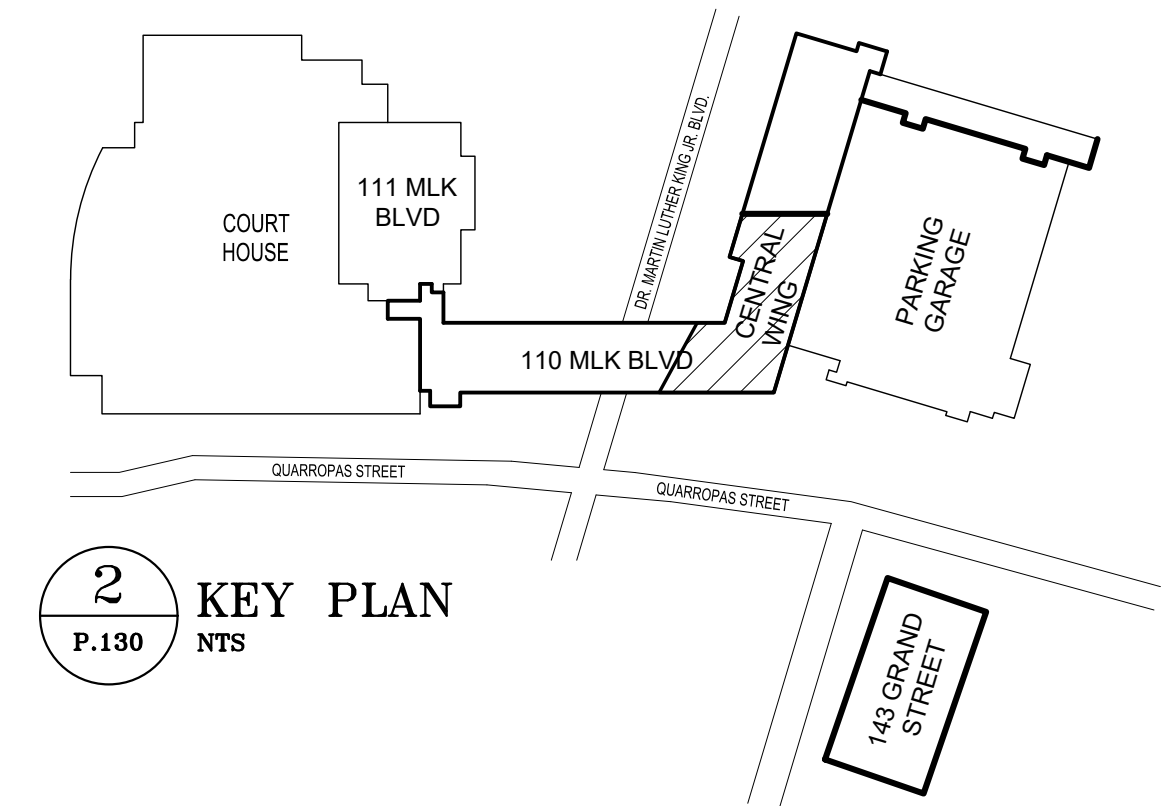 COURT
HOUSE
111 MLK
BLVD
DR. MARTIN LUTHER KING JR. BLVD.
CENTRAL
WING
PARKING
GARAGE
110 MLK BLVD
QUARROPAS STREET
QUARROPAS STREET
2
P.130
KEY PLAN
NTS
143 GRAND
STREET